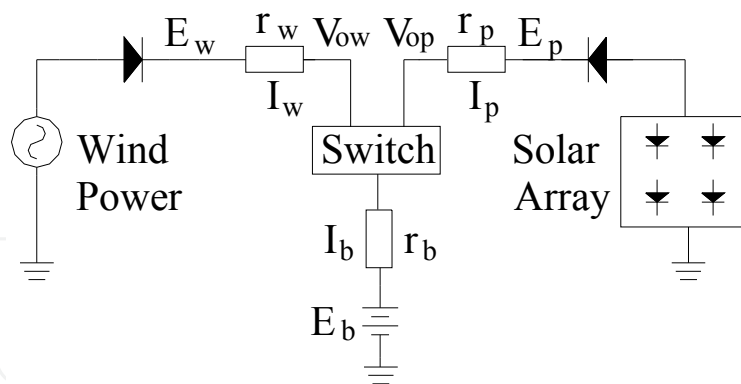 E_w r_w V_ow V_op r_p E_p
I_w I_p
Wind Power
Switch
Solar Array
I_b r_b
E_b